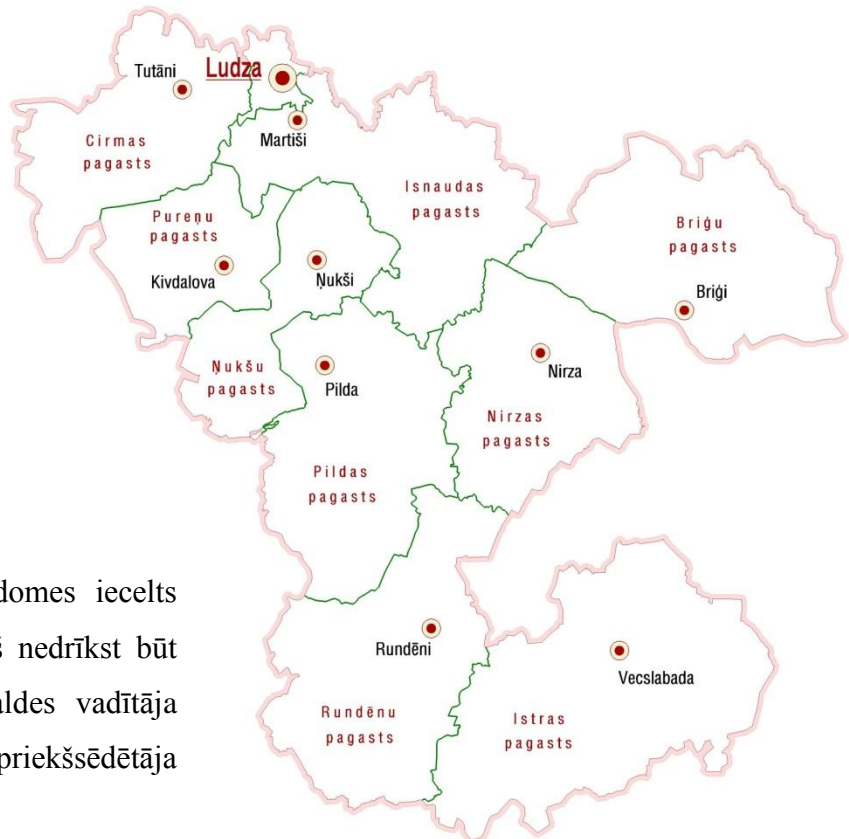 Tutāni
Ludza
Martiši
Cirmas
pagasts
Isnaudas
pagasts
Pureņu
pagasts
Kivdalova
Ņukši
Briģu
pagasts
Briģi
Ņukšu
pagasts
Pilda
Nirza
Nirzas
pagasts
Pildas
pagasts
domes iecelts
š nedrīkst būt
aldes vadītāja
priekšsēdētāja
Rundēni
Vecslabada
Rundēnu
pagasts
Istras
pagasts